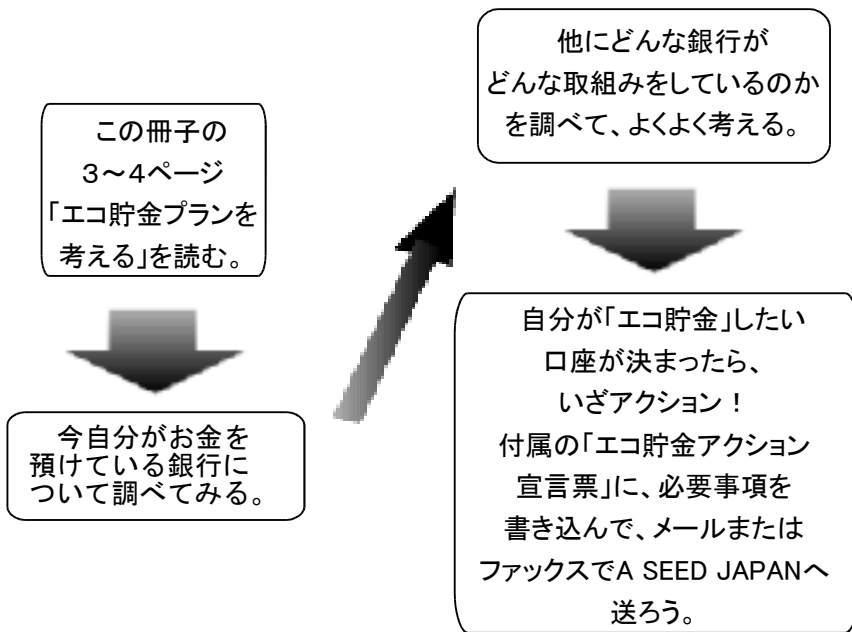 この冊子の
３～４ページ
「エコ貯金プランを
考える」を読む。
今自分がお金を
預けている銀行に
ついて調べてみる。
他にどんな銀行が
どんな取組みをしているのか
を調べて、よくよく考える。
自分が「エコ貯金」したい
口座が決まったら、
いざアクション！
付属の「エコ貯金アクション
宣言票」に、必要事項を
書き込んで、メールまたは
ファックスでA SEED JAPANへ
送ろう。